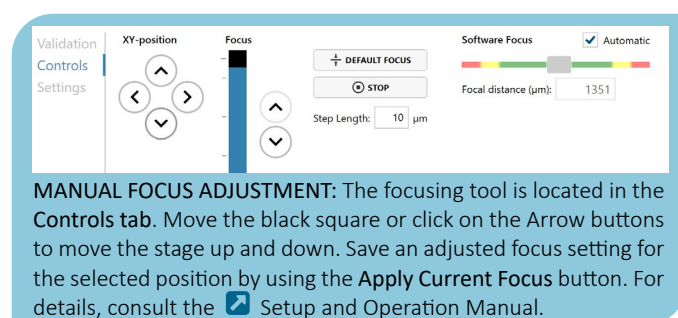 Validation
Controls
Settings
XY-position
Focus
DEFAULT FOCUS
STOP
Step Length: 10 μm
Software Focus
Automatic
Focal distance (μm): 1351
MANUAL FOCUS ADJUSTMENT: The focusing tool is located in the
Controls tab. Move the black square or click on the Arrow buttons
to move the stage up and down. Save an adjusted focus setting for
the selected position by using the Apply Current Focus button. For
details, consult the Setup and Operation Manual.